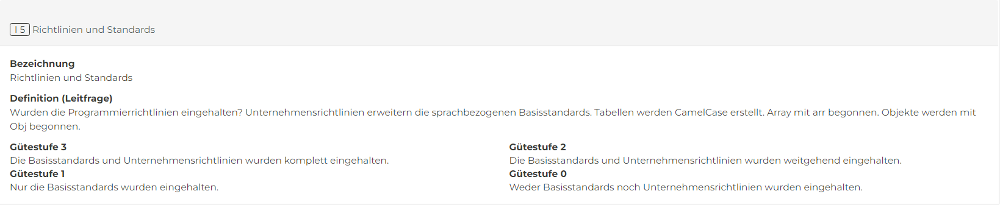 I 5 Richtlinien und Standards
Bezeichnung
Richtlinien und Standards
Definition (Leitfrage)
Wurden die Programmierrichtlinien eingehalten? Unternehmensrichtlinien erweitern die sprachbezogenen Basisstandards. Tabellen werden CamelCase erstellt. Array mit arr begonnen. Objekte werden mit
Obj begonnen.
Gütestufe 3
Die Basisstandards und Unternehmensrichtlinien wurden komplett eingehalten.
Gütestufe 2
Die Basisstandards und Unternehmensrichtlinien wurden weitgehend eingehalten.
Gütestufe 1
Nur die Basisstandards wurden eingehalten.
Gütestufe 0
Weder Basisstandards noch Unternehmensrichtlinien wurden eingehalten.